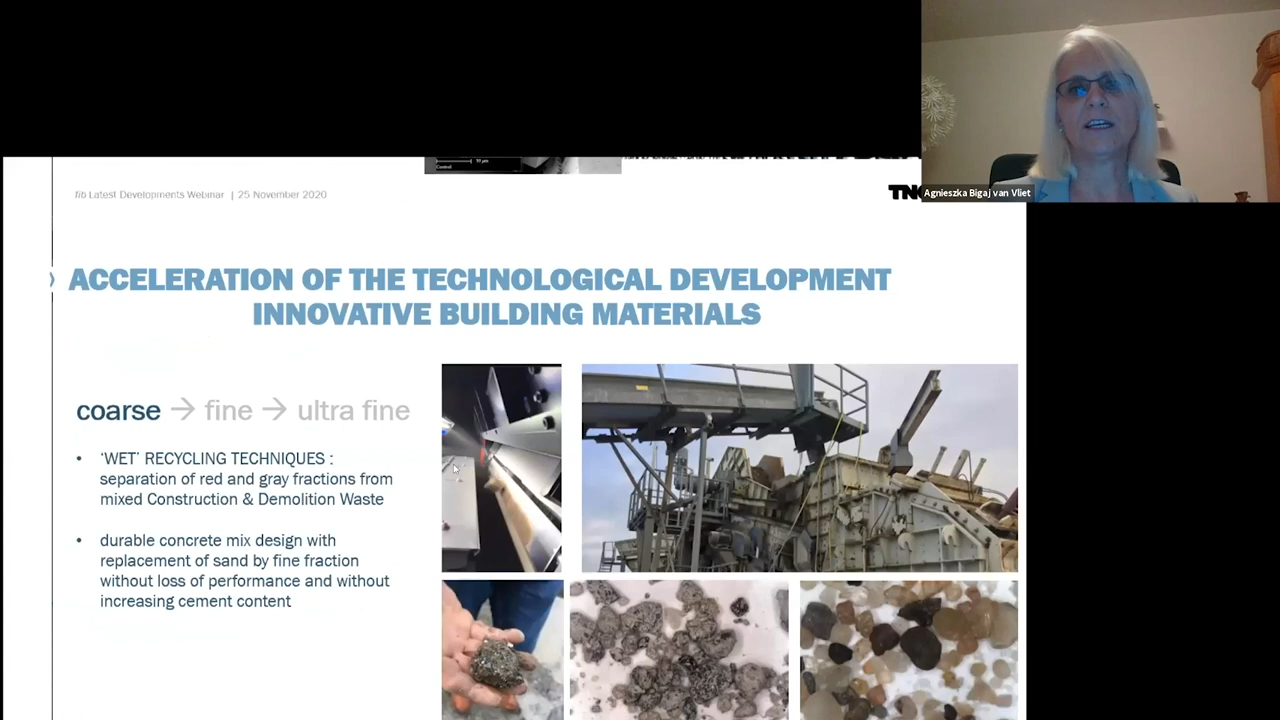 Agnieszka Bigaj van Vliet
10 µm
Control
fib Latest Developments Webinar | 25 November 2020
ACCELERATION OF THE TECHNOLOGICAL DEVELOPMENT
INNOVATIVE BUILDING MATERIALS
coarse → fine → ultra fine
• ‘WET’ RECYCLING TECHNIQUES :
separation of red and gray fractions from
mixed Construction & Demolition Waste
• durable concrete mix design with
replacement of sand by fine fraction
without loss of performance and without
increasing cement content